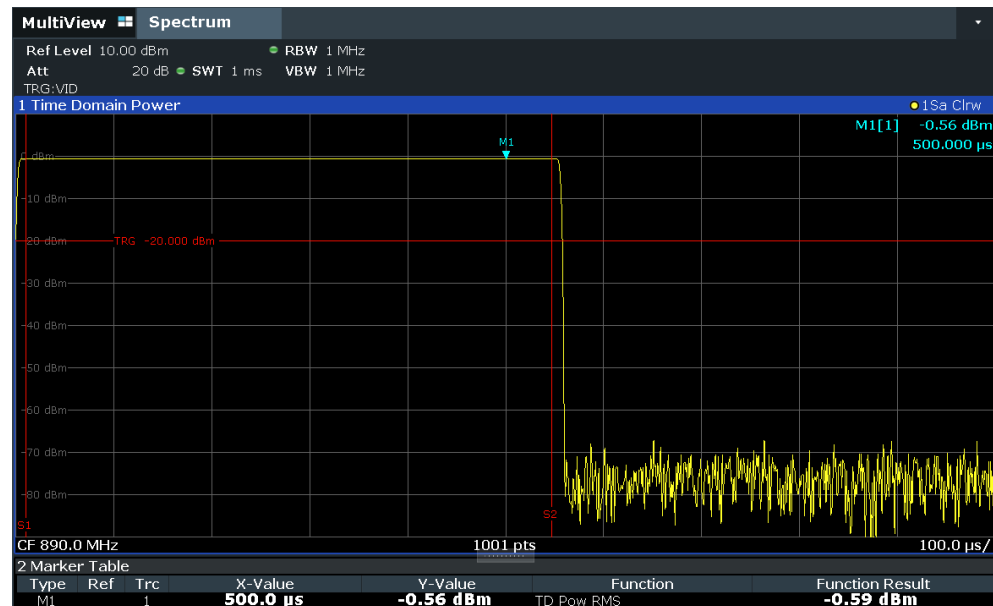 MultiView Spectrum
Ref Level 10.00 dBm RBW 1 MHz
Att 20 dB SWT 1 ms VBW 1 MHz
TRG:VID
1 Time Domain Power 1Sa Clrw
M1[1] -0.56 dBm
500.000 µs
M1
0 dBm
-10 dBm
-20 dBm TRG -20.000 dBm
-30 dBm
-40 dBm
-50 dBm
-60 dBm
-70 dBm
-80 dBm
S1 S2
CF 890.0 MHz 1001 pts 100.0 µs/
2 Marker Table
Type Ref Trc X-Value Y-Value Function Function Result
M1 1 500.0 µs -0.56 dBm TD Pow RMS -0.59 dBm